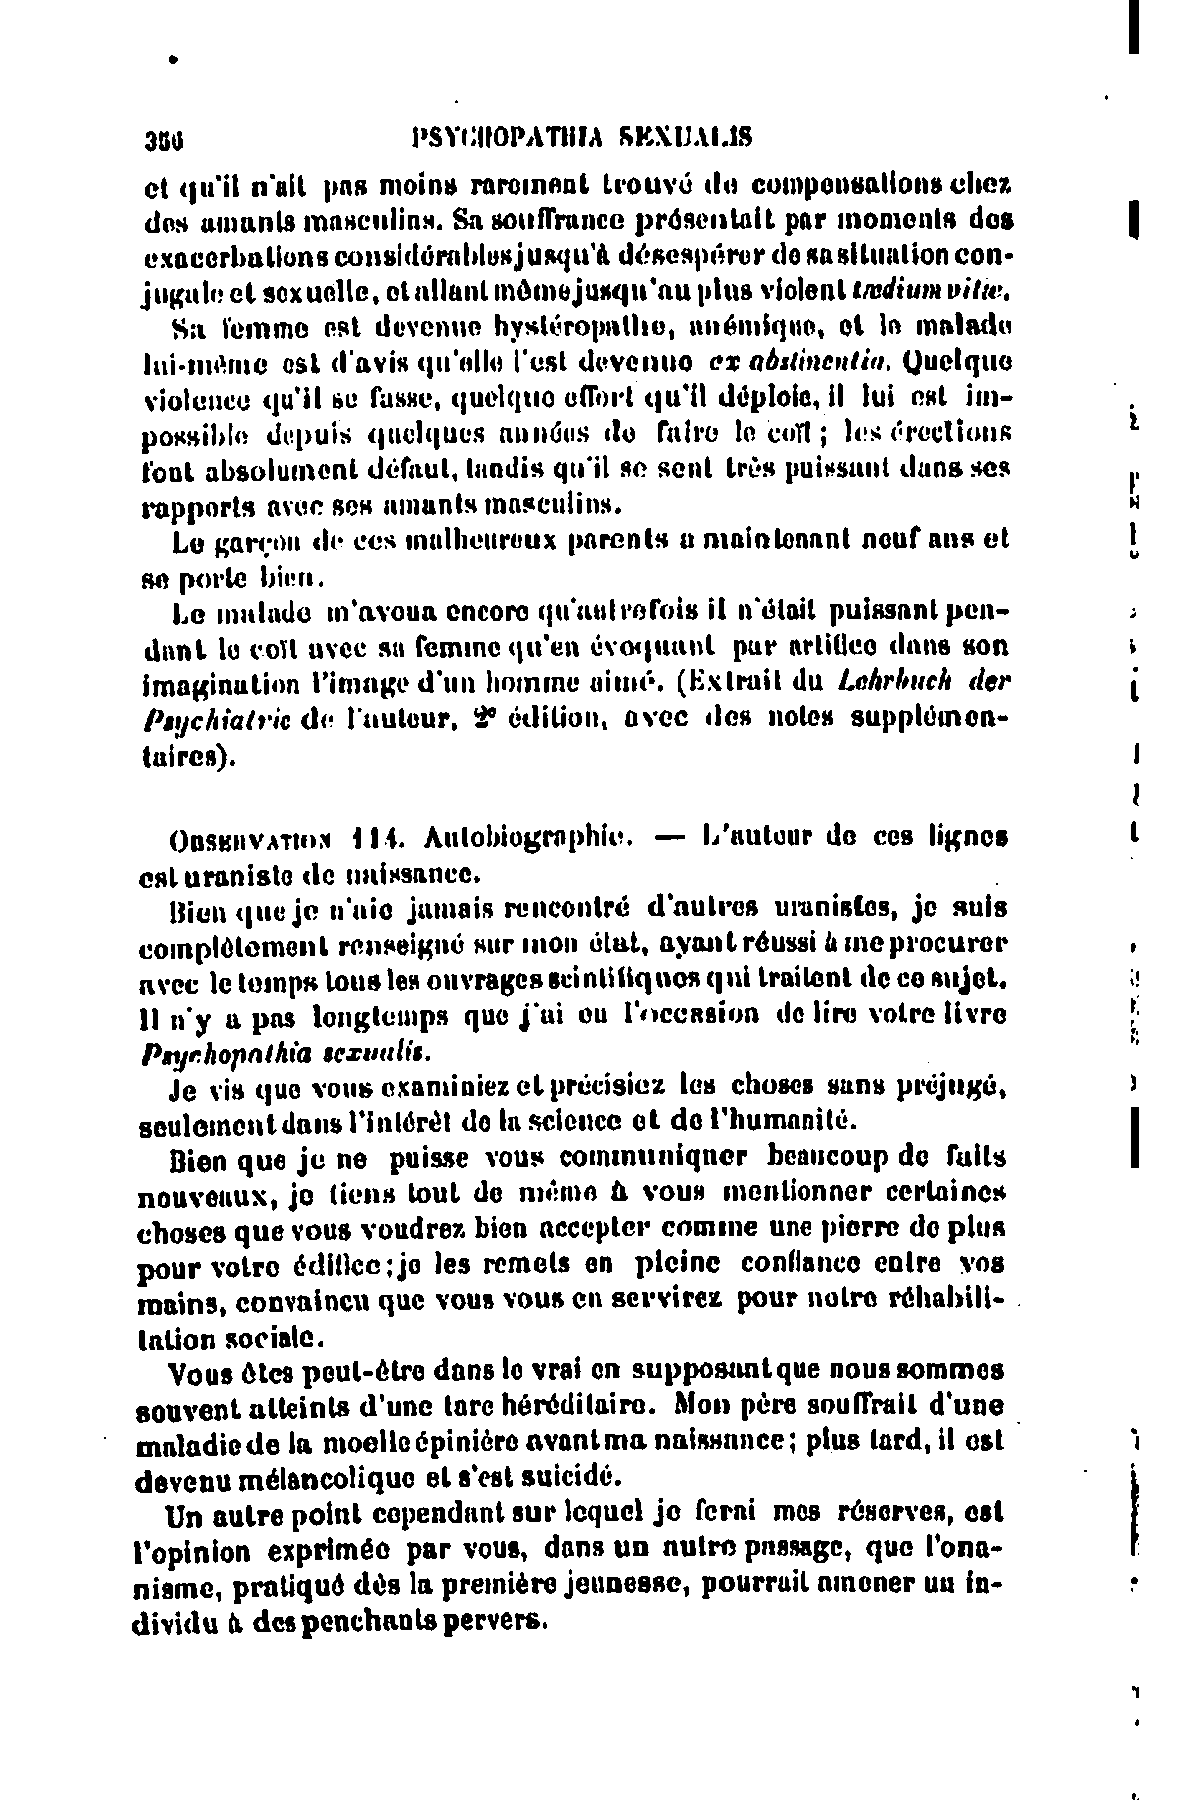 356 PSYCHOPATHIA SEXUALIS
et qu'il n'ait pas moins rarement trouvé de compensations chez
des amants masculins. Sa souffrance présentait par moments des
exacerbations considérables jusqu'à désespérer de sa situation con-
jugale et sexuelle, et allant même jusqu'au plus violent tædium vitæ.
Sa femme est devenue hystéropathe, anémique, et le malade
lui-même est d'avis qu'elle l'est devenue ex abstinentia. Quelque
violence qu'il se fasse, quelque effort qu'il déploie, il lui est im-
possible depuis quelques années de faire le coït ; les érections
font absolument défaut, tandis qu'il se sent très puissant dans ses
rapports avec ses amants masculins.
Le garçon de ces malheureux parents a maintenant neuf ans et
se porte bien.
Le malade m'avoua encore qu'autrefois il n'était puissant pen-
dant le coït avec sa femme qu'en évoquant par artifice dans son
imagination l'image d'un homme aimé. (Extrait du Lehrbuch der
Psychiatrie de l'auteur, 2e édition, avec des notes supplémen-
taires).
OBSERVATION 114. Autobiographie. — L'auteur de ces lignes
est uraniste de naissance.
Bien que je n'aie jamais rencontré d'autres uranistes, je suis
complètement renseigné sur mon état, ayant réussi à me procurer
avec le temps tous les ouvrages scintifiques qui traitent de ce sujet.
Il n'y a pas longtemps que j'ai eu l'occasion de lire votre livre
Psychopathia sexualis.
Je vis que vous examiniez et précisiez les choses sans préjugé,
seulement dans l'intérêt de la science et de l'humanité.
Bien que je ne puisse vous communiquer beaucoup de faits
nouveaux, je tiens tout de même à vous mentionner certaines
choses que vous voudrez bien accepter comme une pierre de plus
pour votre édifice ; je les remets en pleine confiance entre vos
mains, convaincu que vous vous en servirez pour notre réhabili-
tation sociale.
Vous êtes peut-être dans le vrai en supposant que nous sommes
souvent atteints d'une tare héréditaire. Mon père souffrait d'une
maladie de la moelle épinière avant ma naissance ; plus tard, il est
devenu mélancolique et s'est suicidé.
Un autre point cependant sur lequel je ferai mes réserves, est
l'opinion exprimée par vous, dans un autre passage, que l'ona-
nisme, pratiqué dès la première jeunesse, pourrait amener un in-
dividu à des penchants pervers.